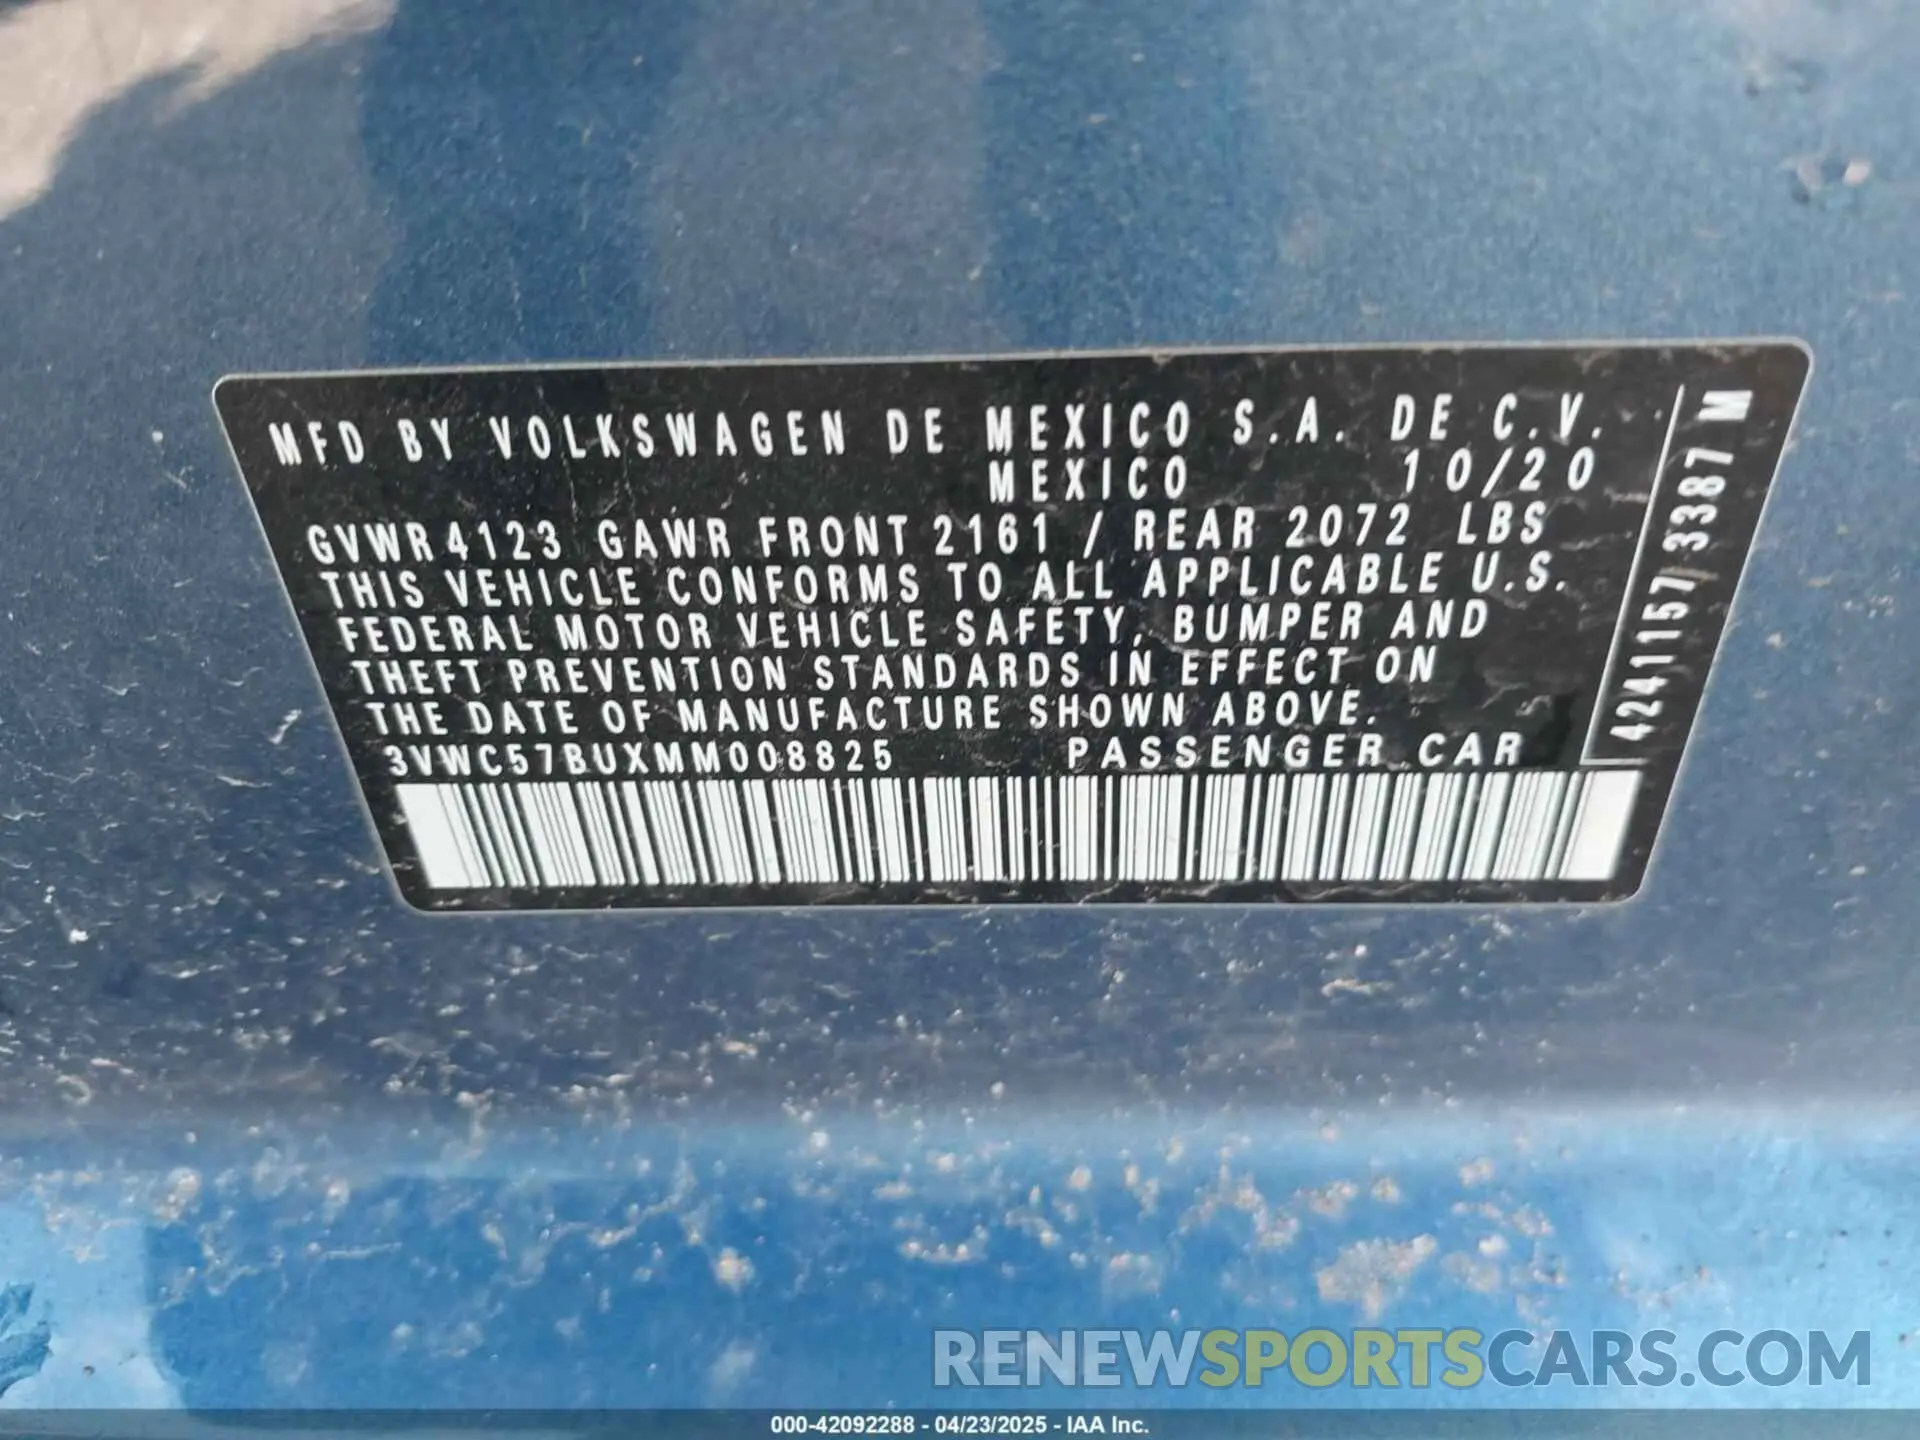 MFD BY VOLKSWAGEN DE MEXICO S.A. DE C.V.
MEXICO 10/20
GVWR 4123 GAWR FRONT 2161 / REAR 2072 LBS
THIS VEHICLE CONFORMS TO ALL APPLICABLE U.S.
FEDERAL MOTOR VEHICLE SAFETY, BUMPER AND
THEFT PREVENTION STANDARDS IN EFFECT ON
THE DATE OF MANUFACTURE SHOWN ABOVE.
3VWC57BUXMM008825 PASSENGER CAR
4241157/3387 M
RENEWSPORTSCARS.COM
000-42092288 - 04/23/2025 - IAA Inc.